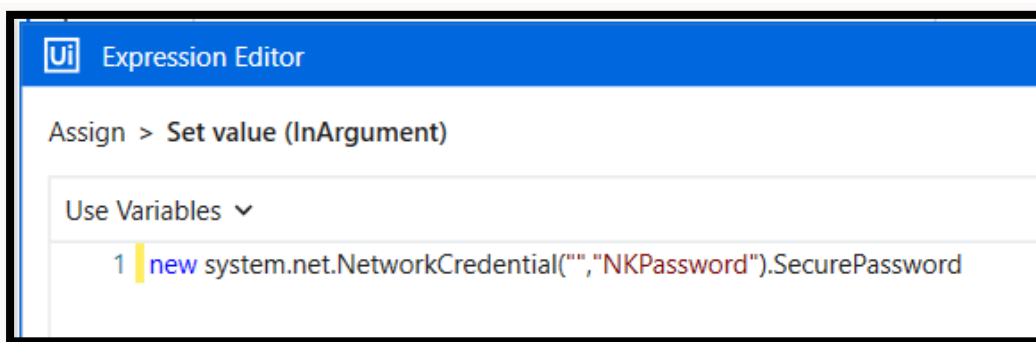 Ui Expression Editor
Assign > Set value (InArgument)
Use Variables
1 new system.net.NetworkCredential("","NKPassword").SecurePassword